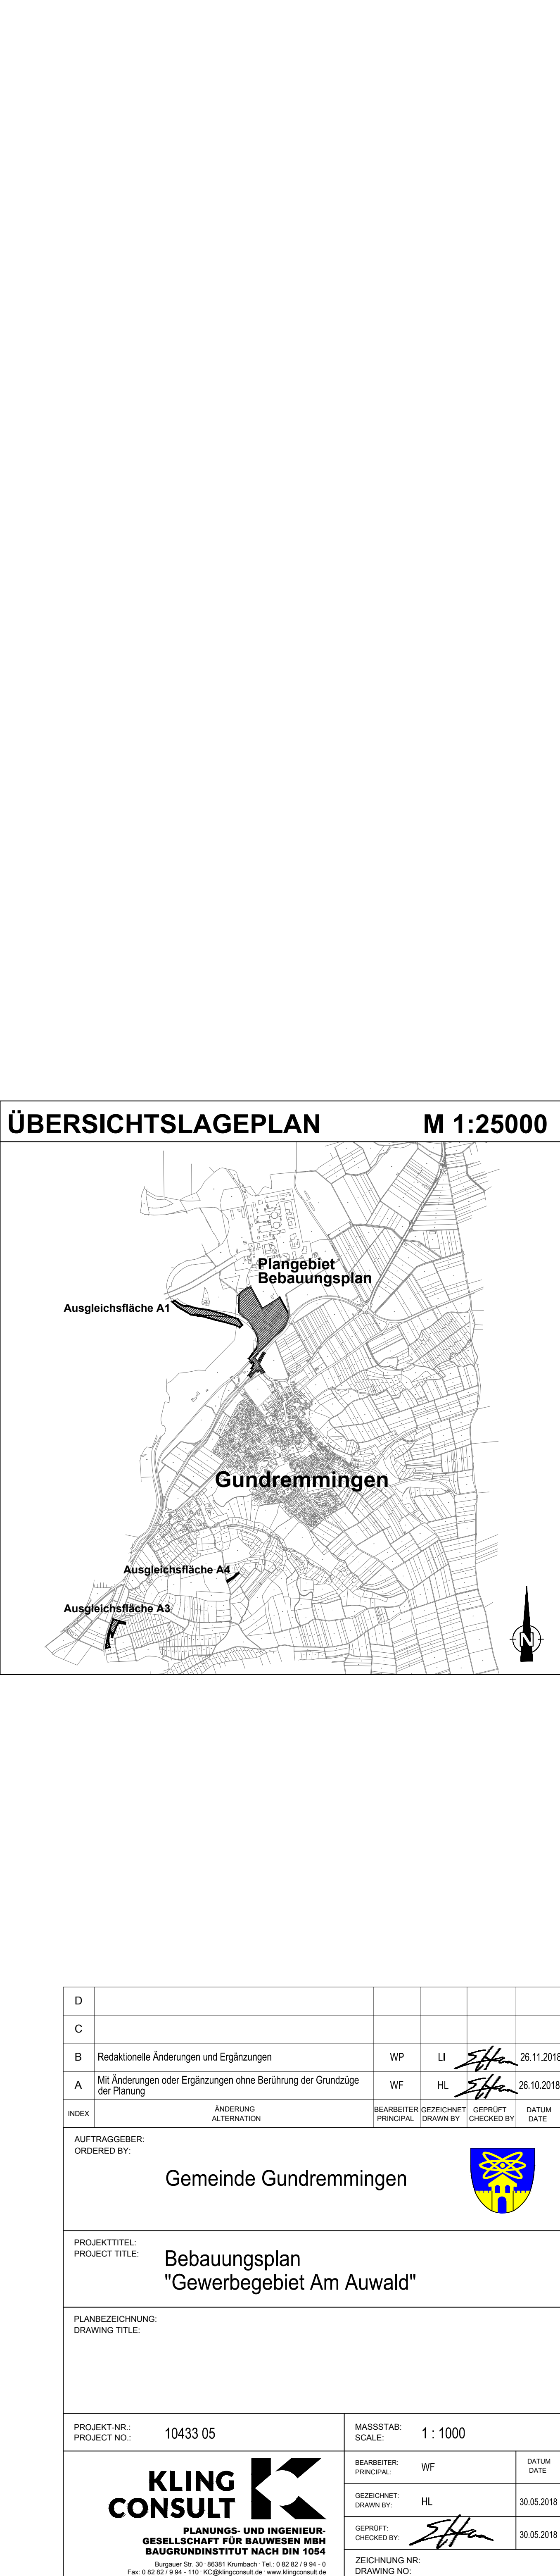 ÜBERSICHTSLAGEPLAN M 1:25000
Plangebiet
Bebauungsplan
Ausgleichsfläche A1
Gundremmingen
Ausgleichsfläche A4
Ausgleichsfläche A3
N
D
C
B Redaktionelle Änderungen und Ergänzungen WP LI 26.11.2018
A Mit Änderungen oder Ergänzungen ohne Berührung der Grundzüge
der Planung WF HL 26.10.2018
INDEX ÄNDERUNG
ALTERNATION BEARBEITER
PRINCIPAL GEZEICHNET
DRAWN BY GEPRÜFT
CHECKED BY DATUM
DATE
AUFTRAGGEBER:
ORDERED BY:
Gemeinde Gundremmingen
PROJEKTTITEL:
PROJECT TITLE:
Bebauungsplan
"Gewerbegebiet Am Auwald"
PLANBEZEICHNUNG:
DRAWING TITLE:
PROJEKT-NR.:
PROJECT NO.:
10433 05
MASSSTAB:
SCALE:
1 : 1000
KLING
CONSULT
PLANUNGS- UND INGENIEUR-
GESELLSCHAFT FÜR BAUWESEN MBH
BAUGRUNDINSTITUT NACH DIN 1054
Burgauer Str. 30 · 86381 Krumbach · Tel.: 0 82 82 / 9 94 - 0
Fax: 0 82 82 / 9 94 - 110 · KC@klingconsult.de · www.klingconsult.de
BEARBEITER:
PRINCIPAL:
WF
DATUM
DATE
GEZEICHNET:
DRAWN BY:
HL
30.05.2018
GEPRÜFT:
CHECKED BY:
30.05.2018
ZEICHNUNG NR:
DRAWING NO: